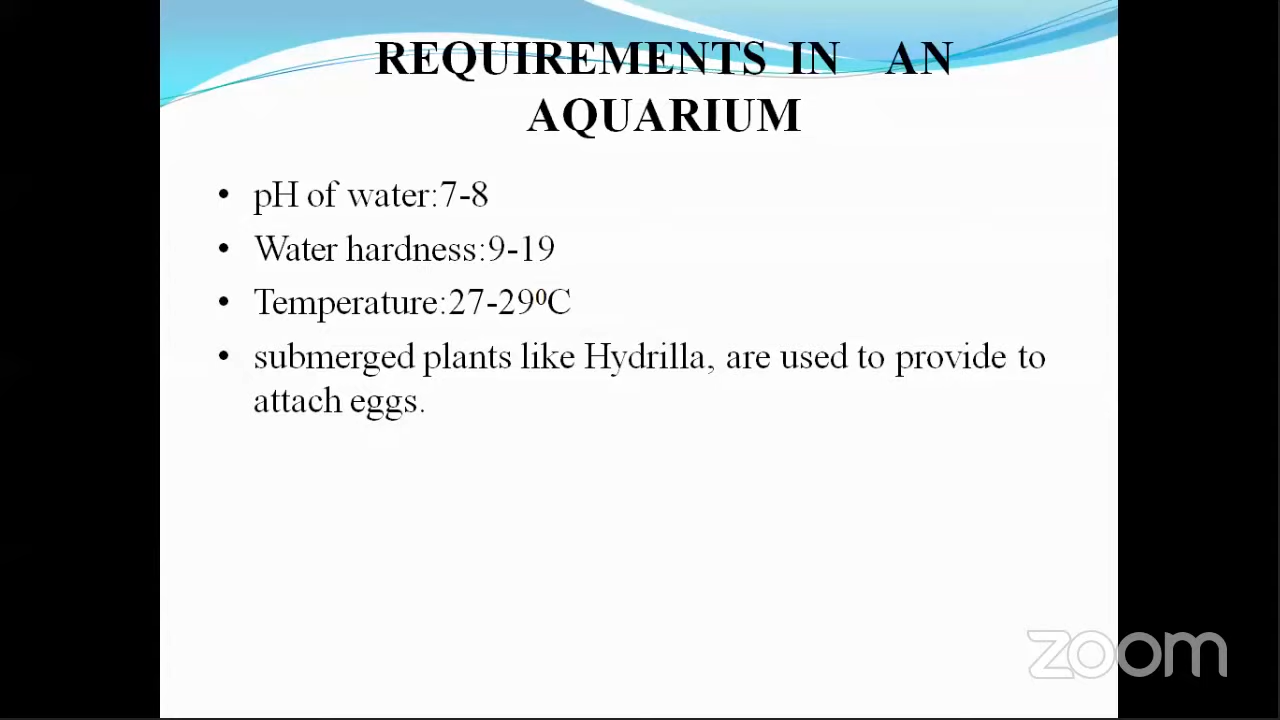 REQUIREMENTS IN AN
AQUARIUM
• pH of water:7-8
• Water hardness:9-19
• Temperature:27-29⁰C
• submerged plants like Hydrilla, are used to provide to
attach eggs.
zoom